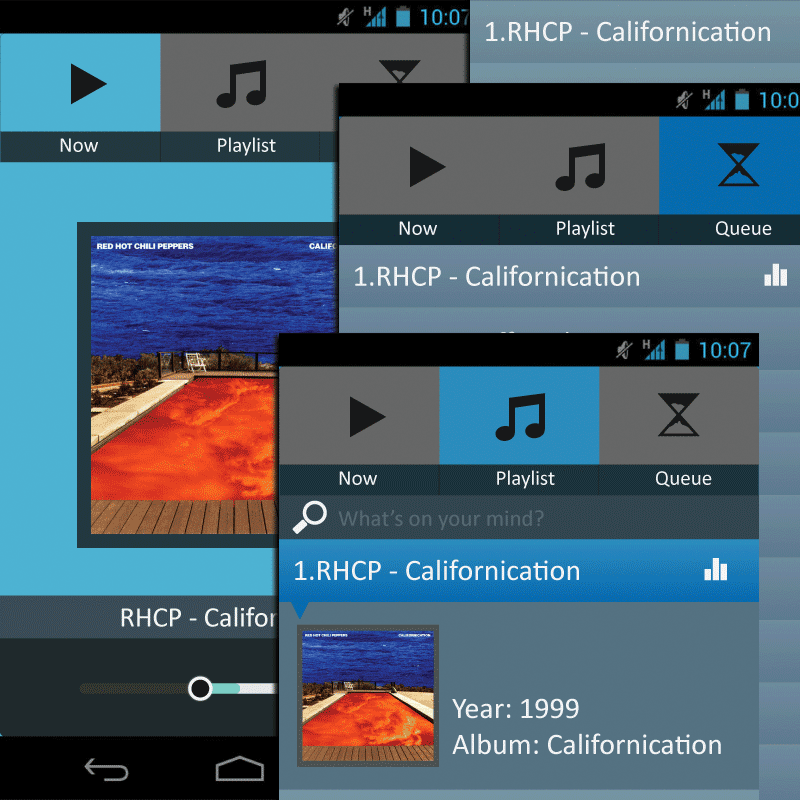 H 10:07
1.RHCP - Californication
Now Playlist
RED HOT CHILI PEPPERS
H 10:0
Now Playlist Queue
1.RHCP - Californication
H 10:07
Now Playlist Queue
What's on your mind?
1.RHCP - Californication
RED HOT CHILI PEPPERS CALIFORNICATION
Year: 1999
Album: Californication
RHCP - Califor